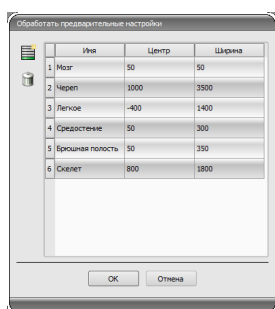 Обработать предварительные настройки
Имя Центр Ширина
1 Мозг 50 50
2 Череп 1000 3500
3 Легкое -400 1400
4 Средостение 50 300
5 Брюшная полость 50 350
6 Скелет 800 1800
OK Отмена